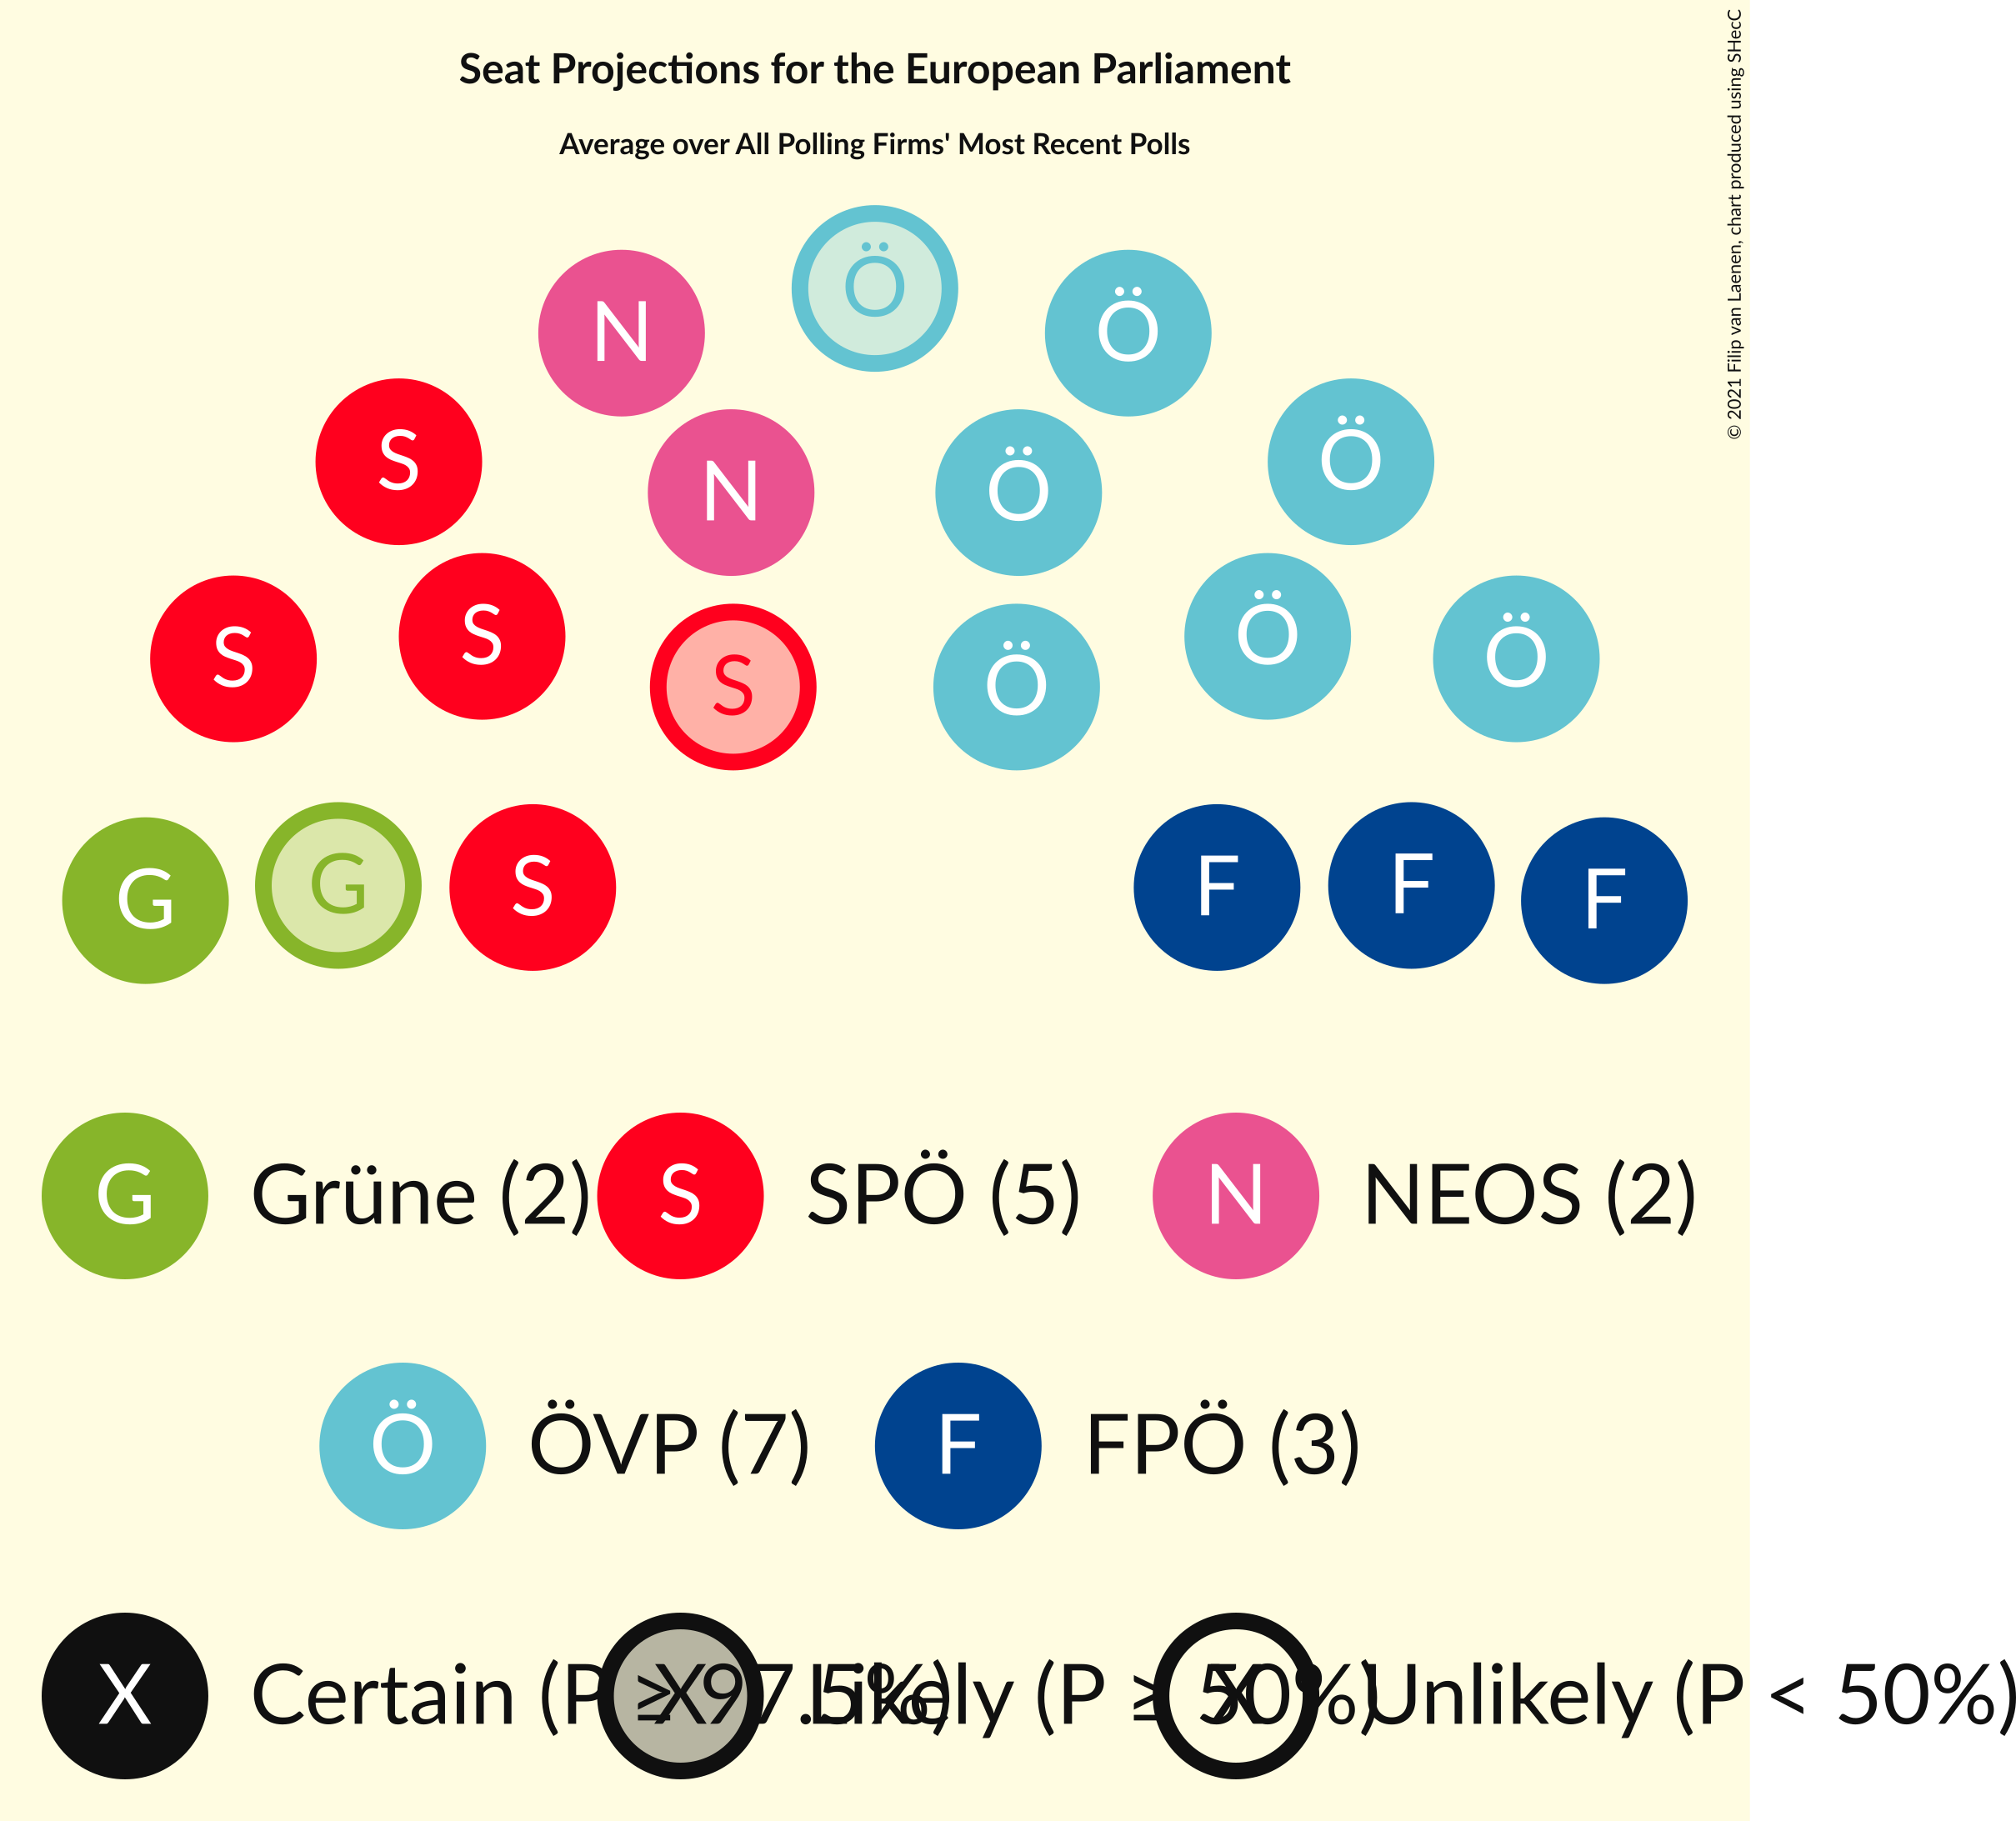 Seat Projections for the European Parliament
Average over All Polling Firms' Most Recent Polls
© 2021 Filip van Laenen, chart produced using SHecC
Ö
N Ö
S Ö
N Ö
S S Ö Ö
S Ö
G G S F F F
G Grüne (2) S SPÖ (5) N NEOS (2)
Ö ÖVP (7) F FPÖ (3)
X Certain (P ≥ 97.5%) X Likely (P ≥ 50%) X Unlikely (P < 50%)